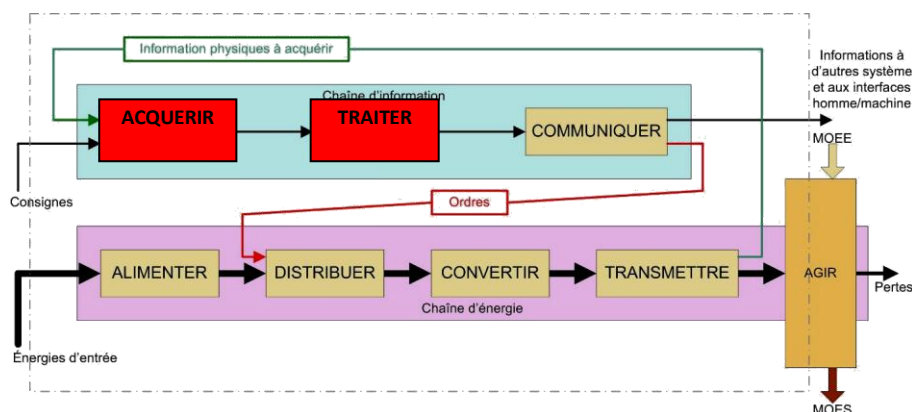 Information physiques à acquérir
Informations à
d'autres système
et aux interfaces
homme/machine
Chaîne d'information
ACQUERIR
TRAITER
COMMUNIQUER
MOEE
Consignes
Ordres
ALIMENTER
DISTRIBUER
CONVERTIR
TRANSMETTRE
AGIR
Pertes
Chaîne d'énergie
Énergies d'entrée
MOES